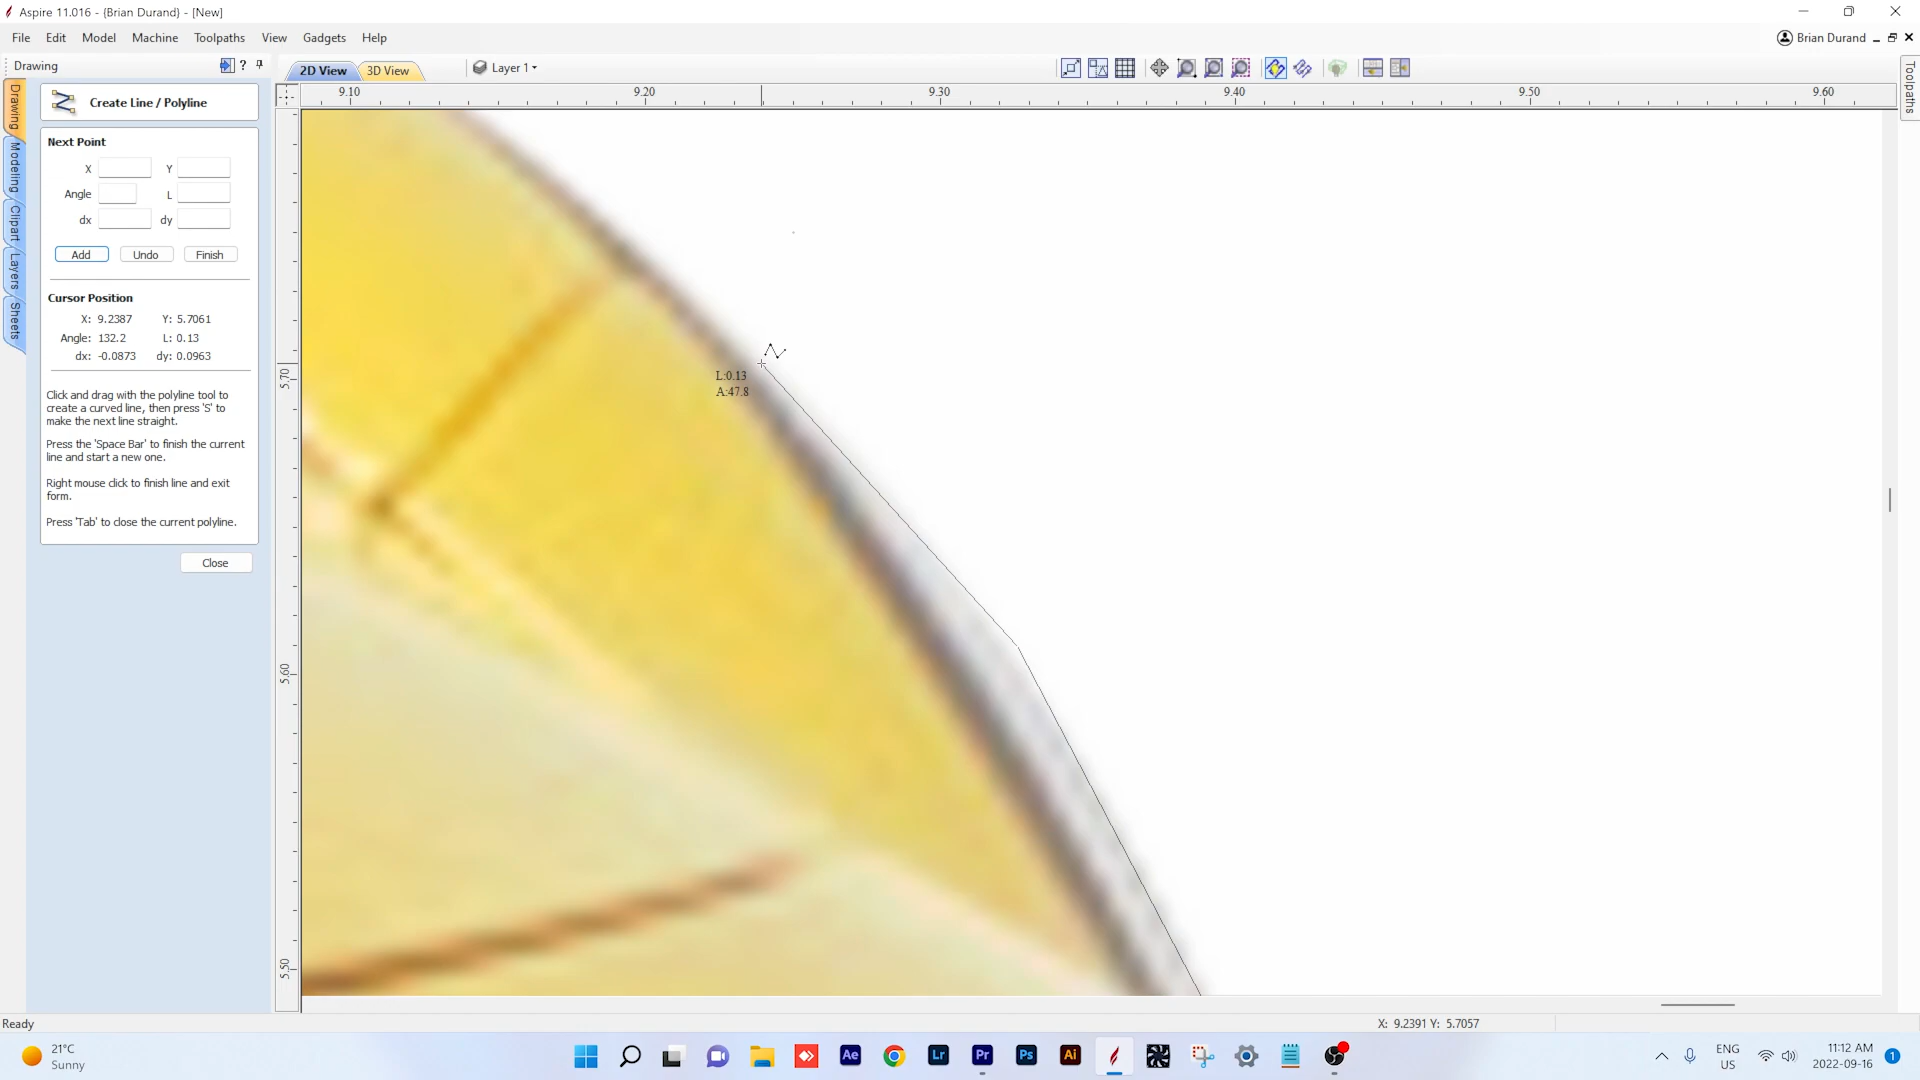 Aspire 11.016 - (Brian Durand) - [New]
File Edit Model Machine Toolpaths View Gadgets Help
Brian Durand
Drawing
?
2D View 3D View
Layer 1
Toolpaths
Drawing
Modelling
Clipart
Layers
Sheets
Create Line / Polyline
Next Point
X Y
Angle L
dx dy
Add Undo Finish
Cursor Position
X: 9.2387 Y: 5.7061
Angle: 132.2 L: 0.13
dx: -0.0873 dy: 0.0963
Click and drag with the polyline tool to
create a curved line, then press 'S' to
make the next line straight.
Press the 'Space Bar' to finish the current
line and start a new one.
Right mouse click to finish line and exit
form.
Press 'Tab' to close the current polyline.
Close
9.10 9.20 9.30 9.40 9.50 9.60
5.70
5.60
5.50
L:0.13
A:47.8
Ready
X: 9.2391 Y: 5.7057
21°C
Sunny
Ae
Lr
Pr
Ps
Ai
ENG
US
11:12 AM
2022-09-16
1